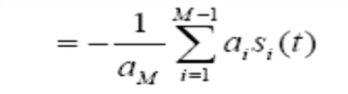 = -\frac{1}{a_M} \sum_{i=1}^{M-1} a_i s_i(t)